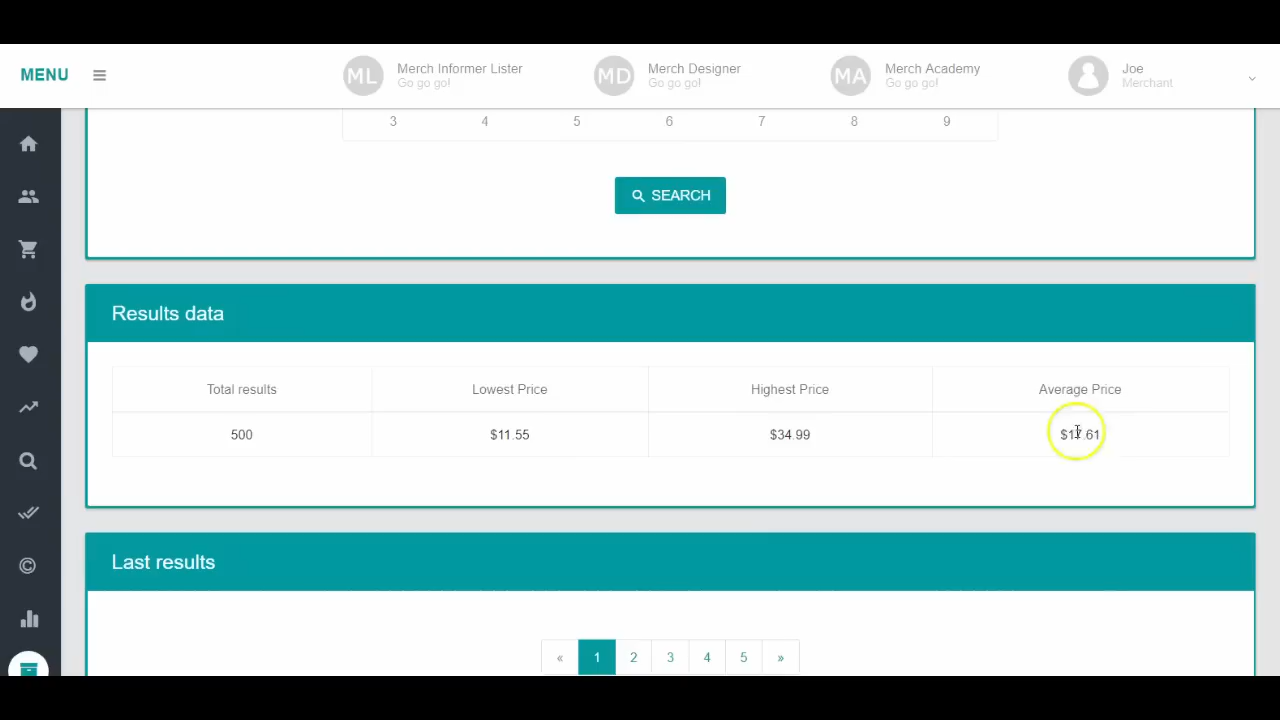 MENU
ML Merch Informer Lister
Go go go!
MD Merch Designer
Go go go!
MA Merch Academy
Go go go!
Joe
Merchant
3 4 5 6 7 8 9
SEARCH
Results data
Total results Lowest Price Highest Price Average Price
500 $11.55 $34.99 $17.61
Last results
« 1 2 3 4 5 »